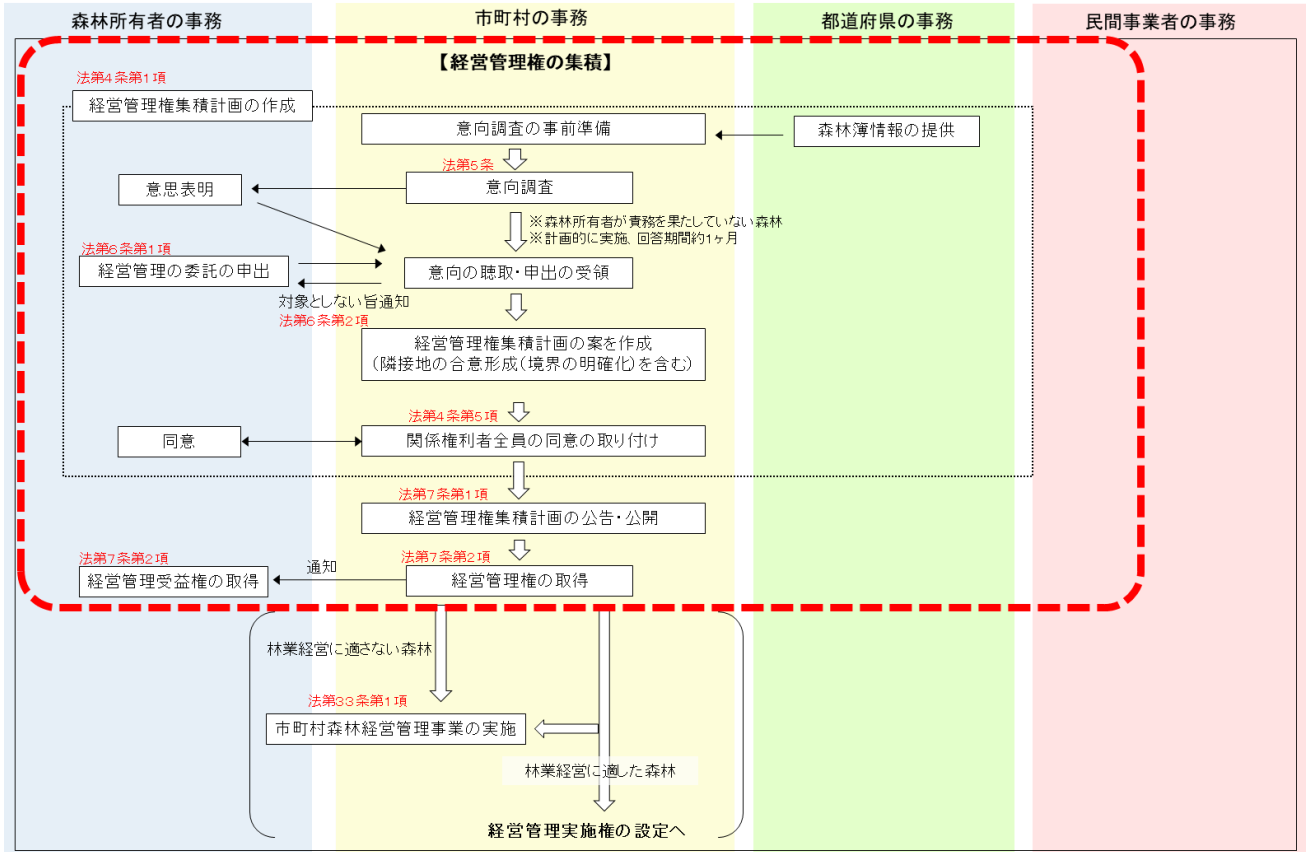 森林所有者の事務
市町村の事務
都道府県の事務
民間事業者の事務
【経営管理権の集積】
法第4条第1項
経営管理権集積計画の作成
意向調査の事前準備
森林簿情報の提供
法第5条
意思表明
意向調査
※森林所有者が責務を果たしていない森林
※計画的に実施、回答期間約1ヶ月
法第6条第1項
経営管理の委託の申出
意向の聴取・申出の受領
対象としない旨通知
法第6条第2項
経営管理権集積計画の案を作成
(隣接地の合意形成(境界の明確化)を含む)
法第4条第5項
同意
関係権利者全員の同意の取り付け
法第7条第1項
経営管理権集積計画の公告・公開
法第7条第2項
法第7条第2項
通知
経営管理受益権の取得
経営管理権の取得
林業経営に適さない森林
法第33条第1項
市町村森林経営管理事業の実施
林業経営に適した森林
経営管理実施権の設定へ